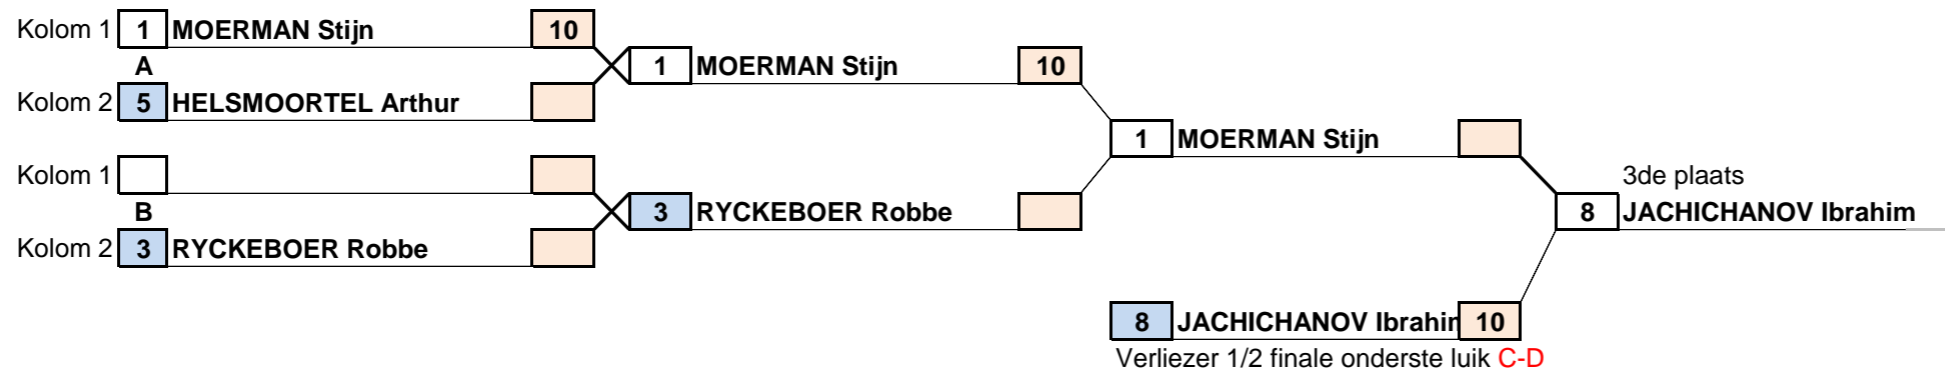 Kolom 1 1 MOERMAN Stijn 10
A
1 MOERMAN Stijn 10
Kolom 2 5 HELSMOORTEL Arthur
1 MOERMAN Stijn
Kolom 1
3de plaats
B
3 RYCKEBOER Robbe
8 JACHICHANOV Ibrahim
Kolom 2 3 RYCKEBOER Robbe
8 JACHICHANOV Ibrahim 10
Verliezer 1/2 finale onderste luik C-D